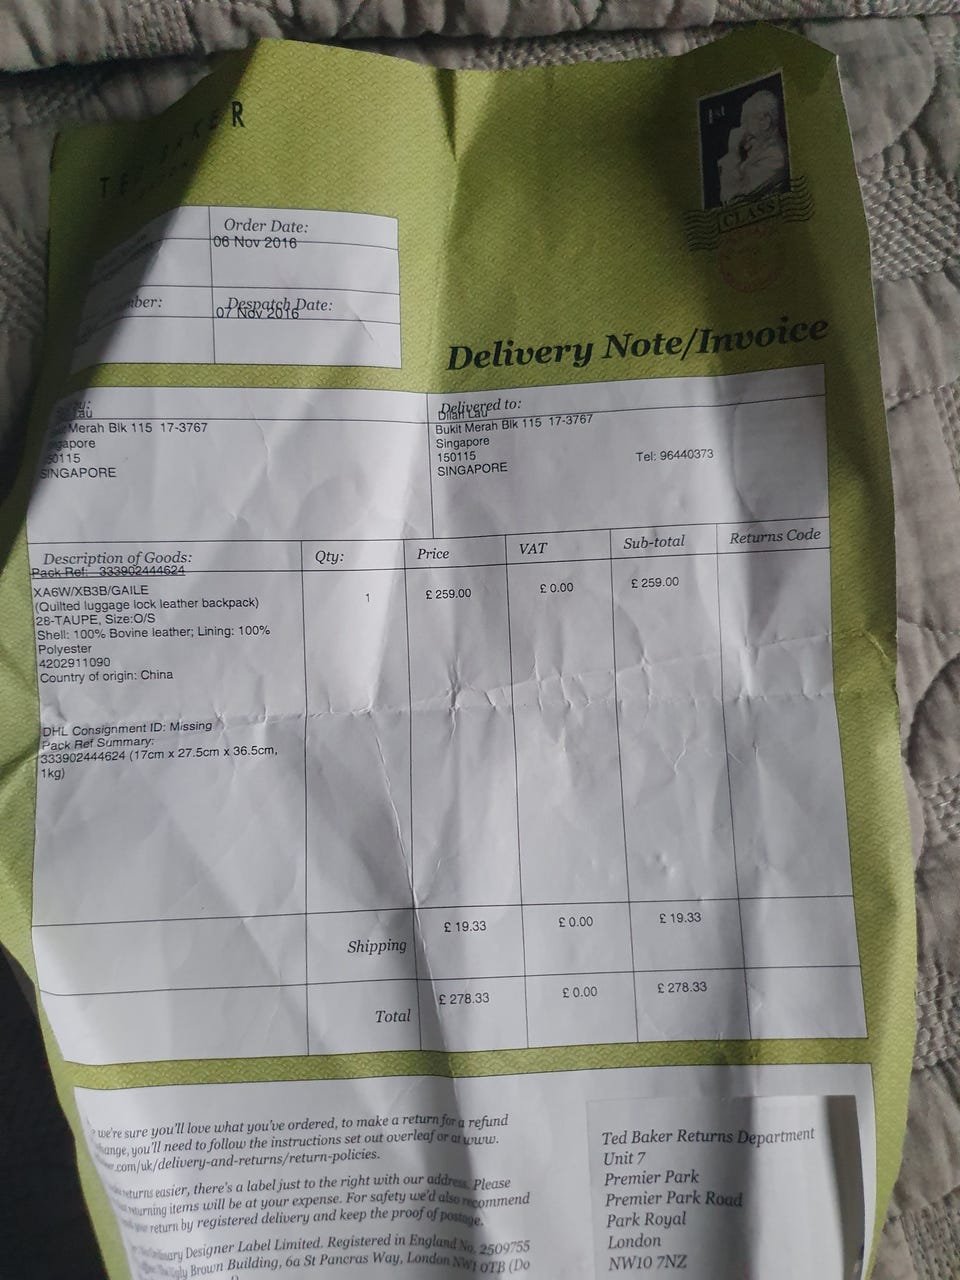 TED BAKER
1st
CLASS
Order Date:
06 Nov 2016
Despatch Date:
07 Nov 2016
Delivery Note/Invoice
Lau
Merah Blk 115 17-3767
SINGAPORE
Delivered to:
Lau
Bukit Merah Blk 115 17-3767
Singapore
150115
SINGAPORE
Tel: 96440373
Description of Goods: Qty: Price VAT Sub-total Returns Code
Pack Ref: 333902444624
XA6W/XB3B/GAILE 1 £ 259.00 £ 0.00 £ 259.00
(Quilted luggage lock leather backpack)
28-TAUPE, Size:O/S
Shell: 100% Bovine leather; Lining: 100%
Polyester
4202911090
Country of origin: China
DHL Consignment ID: Missing
Pack Ref Summary:
333902444624 (17cm x 27.5cm x 36.5cm,
1kg)
Shipping £ 19.33 £ 0.00 £ 19.33
Total £ 278.33 £ 0.00 £ 278.33
we're sure you'll love what you've ordered, to make a return for a refund
you'll need to follow the instructions set out overleaf or at www.
.com/uk/delivery-and-returns/return-policies.
returns easier, there's a label just to the right with our address. Please
returning items will be at your expense. For safety we'd also recommend
your return by registered delivery and keep the proof of postage.
Designer Label Limited. Registered in England No. 2509755
Ugly Brown Building, 6a St Pancras Way, London NW1 0TB (Do
Ted Baker Returns Department
Unit 7
Premier Park
Premier Park Road
Park Royal
London
NW10 7NZ